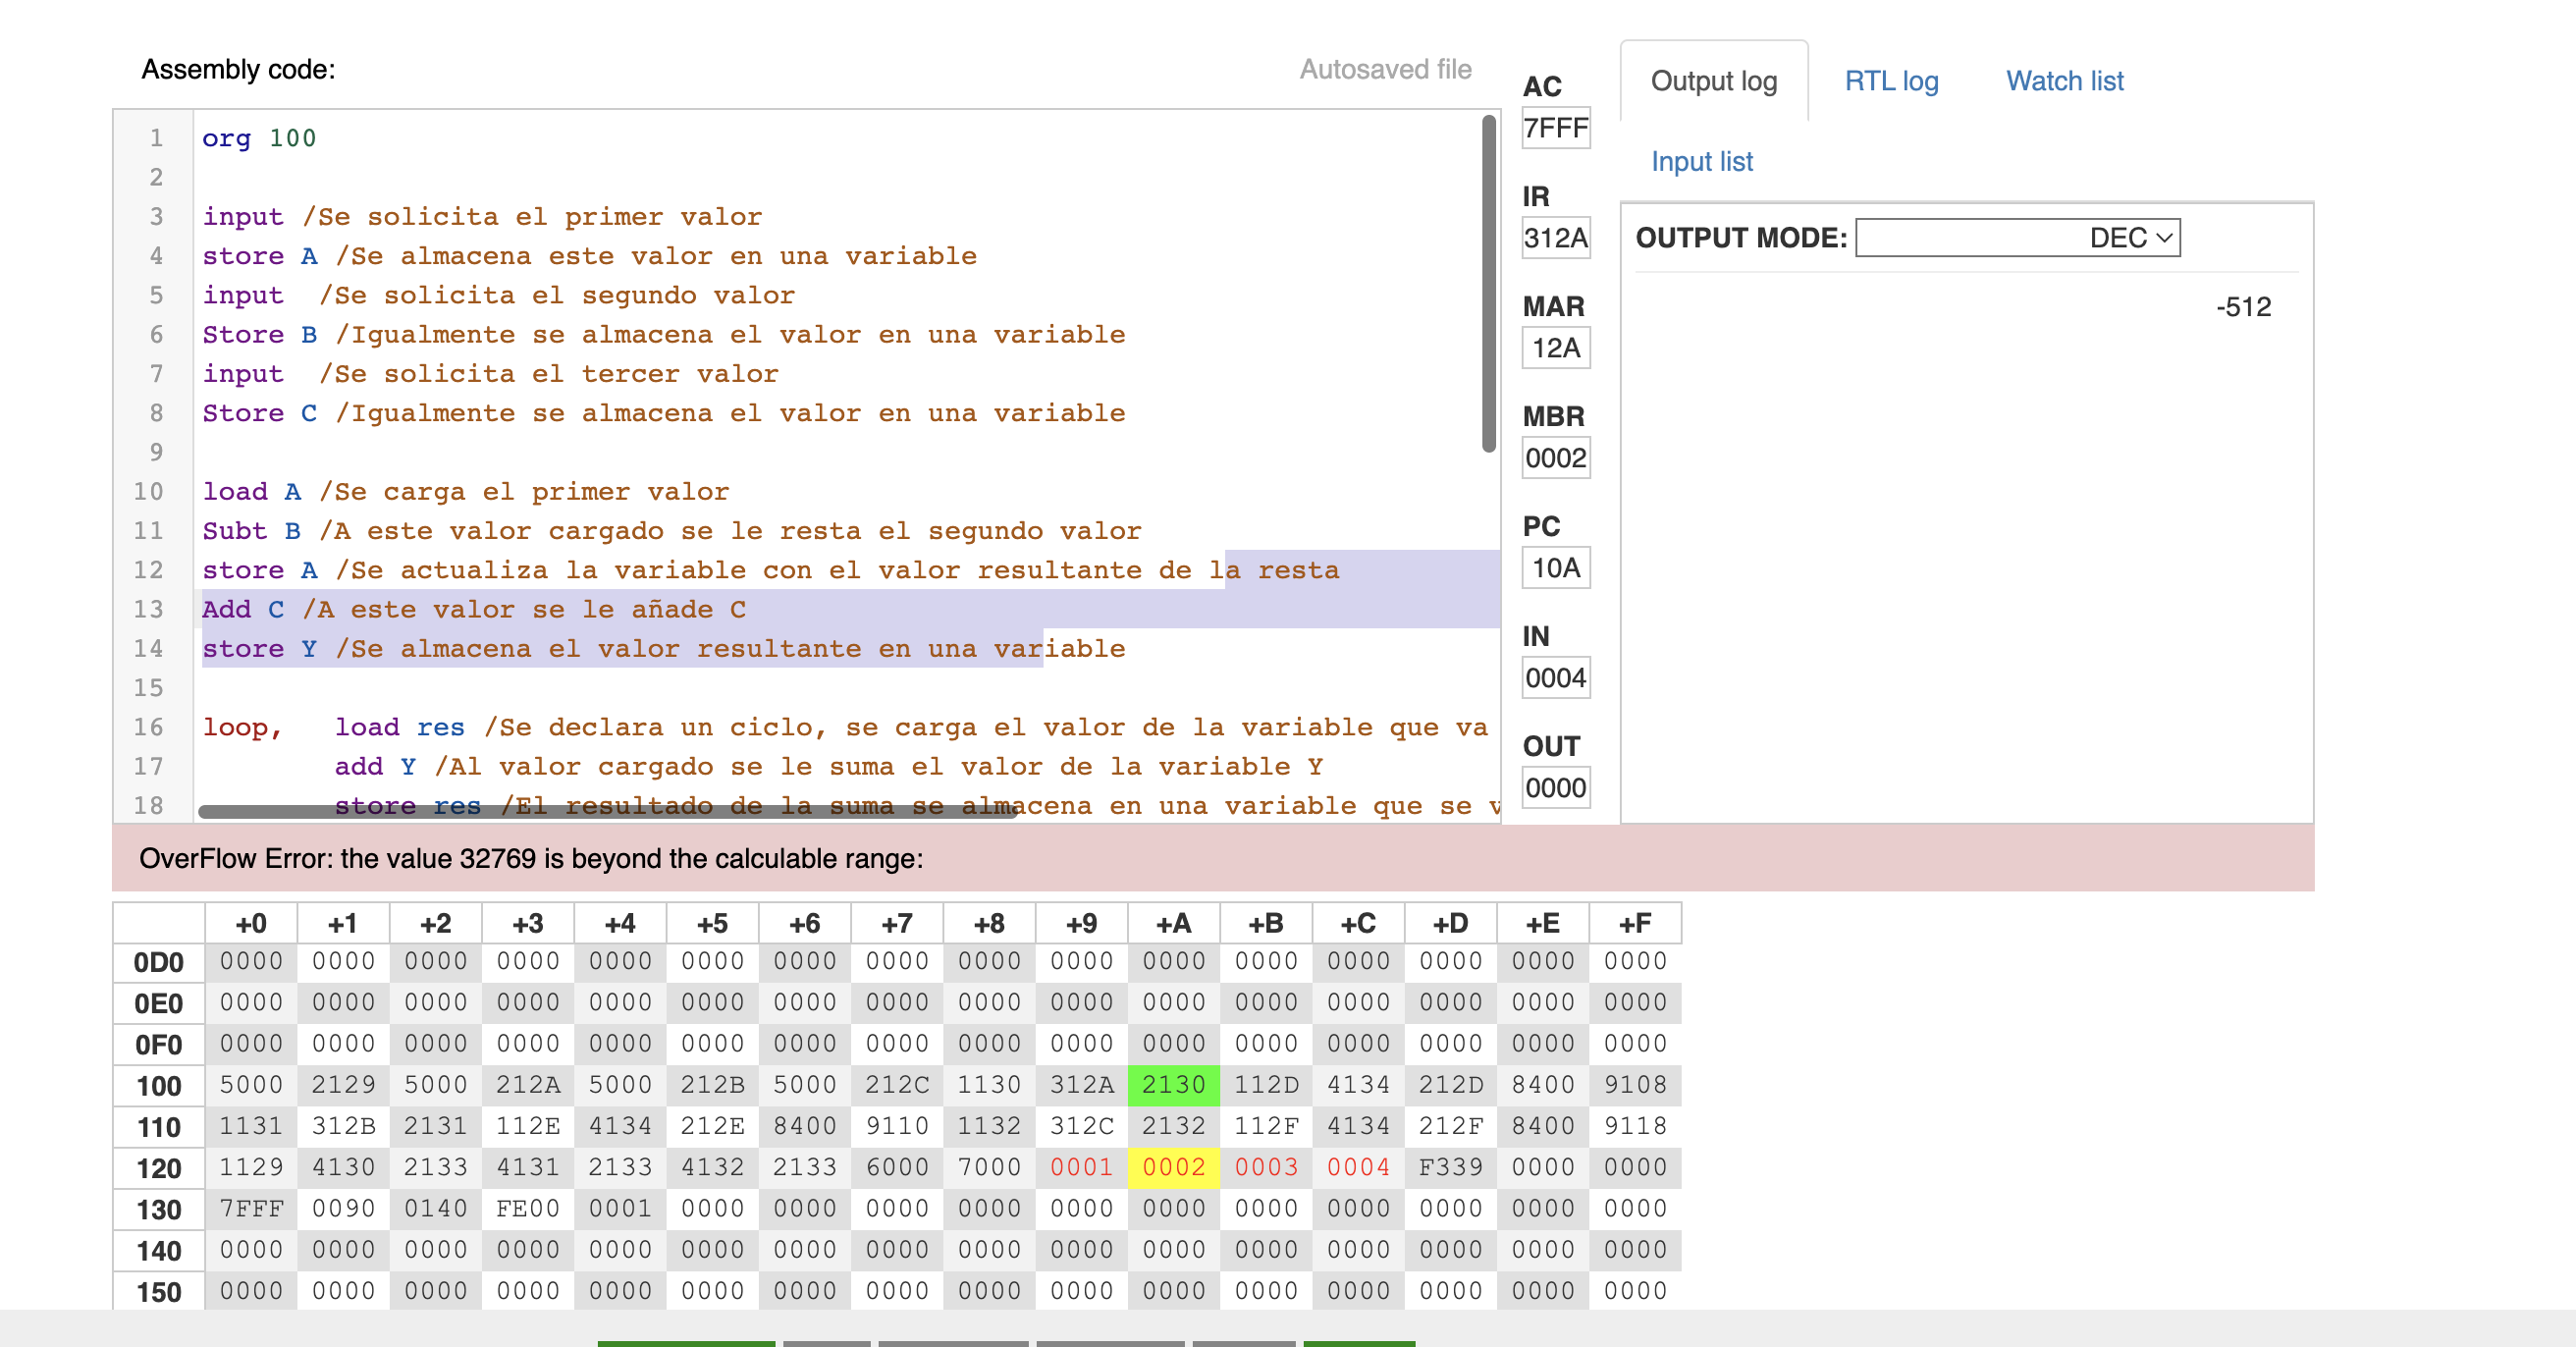 Assembly code:
Autosaved file
1 org 100
2
3 input /Se solicita el primer valor
4 store A /Se almacena este valor en una variable
5 input  /Se solicita el segundo valor
6 Store B /Igualmente se almacena el valor en una variable
7 input  /Se solicita el tercer valor
8 Store C /Igualmente se almacena el valor en una variable
9
10 load A /Se carga el primer valor
11 Subt B /A este valor cargado se le resta el segundo valor
12 store A /Se actualiza la variable con el valor resultante de la resta
13 Add C /A este valor se le añade C
14 store Y /Se almacena el valor resultante en una variable
15
16 loop,   load res /Se declara un ciclo, se carga el valor de la variable que va
17         add Y /Al valor cargado se le suma el valor de la variable Y
18         store res /El resultado de la suma se almacena en una variable que se v
AC
7FFF
IR
312A
MAR
12A
MBR
0002
PC
10A
IN
0004
OUT
0000
Output log
RTL log
Watch list
Input list
OUTPUT MODE: DEC
-512
OverFlow Error: the value 32769 is beyond the calculable range:
+0 +1 +2 +3 +4 +5 +6 +7 +8 +9 +A +B +C +D +E +F
0D0 0000 0000 0000 0000 0000 0000 0000 0000 0000 0000 0000 0000 0000 0000 0000 0000
0E0 0000 0000 0000 0000 0000 0000 0000 0000 0000 0000 0000 0000 0000 0000 0000 0000
0F0 0000 0000 0000 0000 0000 0000 0000 0000 0000 0000 0000 0000 0000 0000 0000 0000
100 5000 2129 5000 212A 5000 212B 5000 212C 1130 312A 2130 112D 4134 212D 8400 9108
110 1131 312B 2131 112E 4134 212E 8400 9110 1132 312C 2132 112F 4134 212F 8400 9118
120 1129 4130 2133 4131 2133 4132 2133 6000 7000 0001 0002 0003 0004 F339 0000 0000
130 7FFF 0090 0140 FE00 0001 0000 0000 0000 0000 0000 0000 0000 0000 0000 0000 0000
140 0000 0000 0000 0000 0000 0000 0000 0000 0000 0000 0000 0000 0000 0000 0000 0000
150 0000 0000 0000 0000 0000 0000 0000 0000 0000 0000 0000 0000 0000 0000 0000 0000